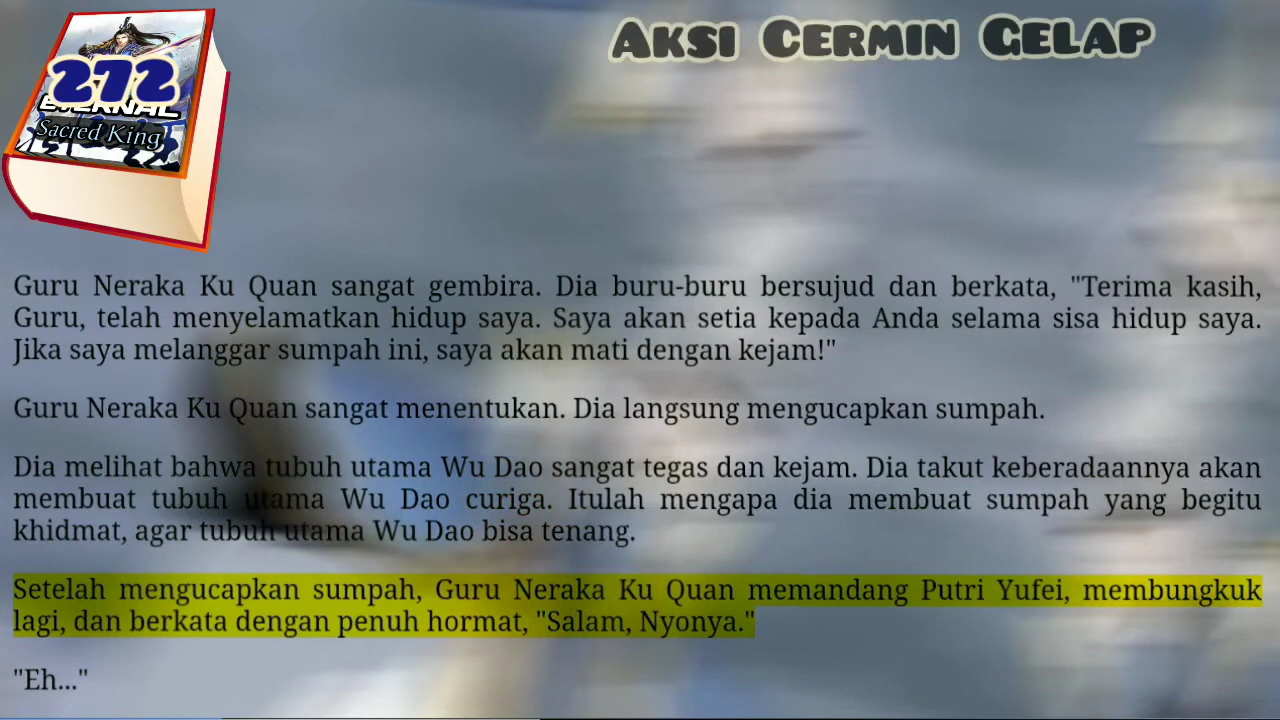 272
ETERNAL
Sacred King
Aksi Cermin Gelap
Guru Neraka Ku Quan sangat gembira. Dia buru-buru bersujud dan berkata, "Terima kasih,
Guru, telah menyelamatkan hidup saya. Saya akan setia kepada Anda selama sisa hidup saya.
Jika saya melanggar sumpah ini, saya akan mati dengan kejam!"
Guru Neraka Ku Quan sangat menentukan. Dia langsung mengucapkan sumpah.
Dia melihat bahwa tubuh utama Wu Dao sangat tegas dan kejam. Dia takut keberadaannya akan
membuat tubuh utama Wu Dao curiga. Itulah mengapa dia membuat sumpah yang begitu
khidmat, agar tubuh utama Wu Dao bisa tenang.
Setelah mengucapkan sumpah, Guru Neraka Ku Quan memandang Putri Yufei, membungkuk
lagi, dan berkata dengan penuh hormat, "Salam, Nyonya."
"Eh..."